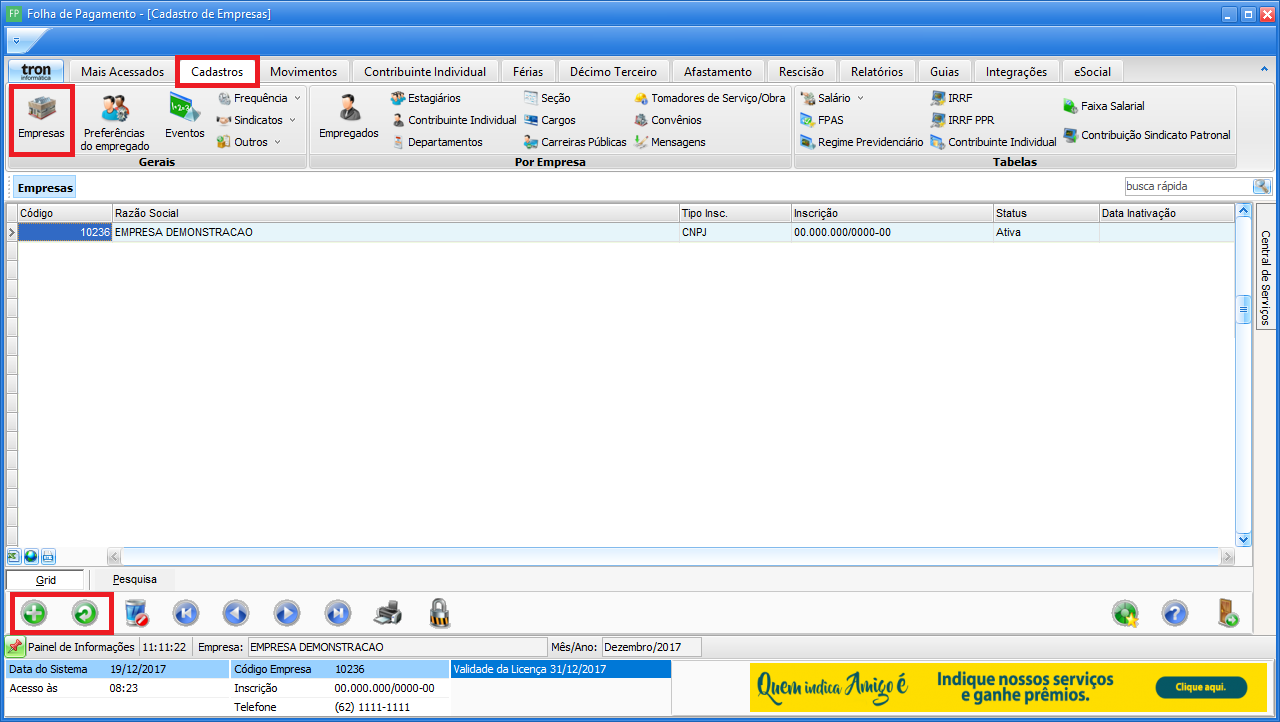 FP Folha de Pagamento - [Cadastro de Empresas]
tron informática Mais Acessados Cadastros Movimentos Contribuinte Individual Férias Décimo Terceiro Afastamento Rescisão Relatórios Guias Integrações eSocial
Empresas
Preferências do empregado
Eventos
Frequência
Sindicatos
Outros
Gerais
Empregados
Estagiários
Contribuinte Individual
Departamentos
Seção
Cargos
Carreiras Públicas
Tomadores de Serviço/Obra
Convênios
Mensagens
Por Empresa
Salário
FPAS
Regime Previdenciário
IRRF
IRRF PPR
Contribuinte Individual
Faixa Salarial
Contribuição Sindicato Patronal
Tabelas
Empresas busca rápida
Código Razão Social Tipo Insc. Inscrição Status Data Inativação
10236 EMPRESA DEMONSTRACAO CNPJ 00.000.000/0000-00 Ativa
Central de Serviços
Grid Pesquisa
Painel de Informações 11:11:22 Empresa: EMPRESA DEMONSTRACAO Mês/Ano: Dezembro/2017
Data do Sistema 19/12/2017 Código Empresa 10236 Validade da Licença 31/12/2017
Acesso às 08:23 Inscrição 00.000.000/0000-00
Telefone (62) 1111-1111
Quem indica Amigo é
Indique nossos serviços
e ganhe prêmios.
Clique aqui.